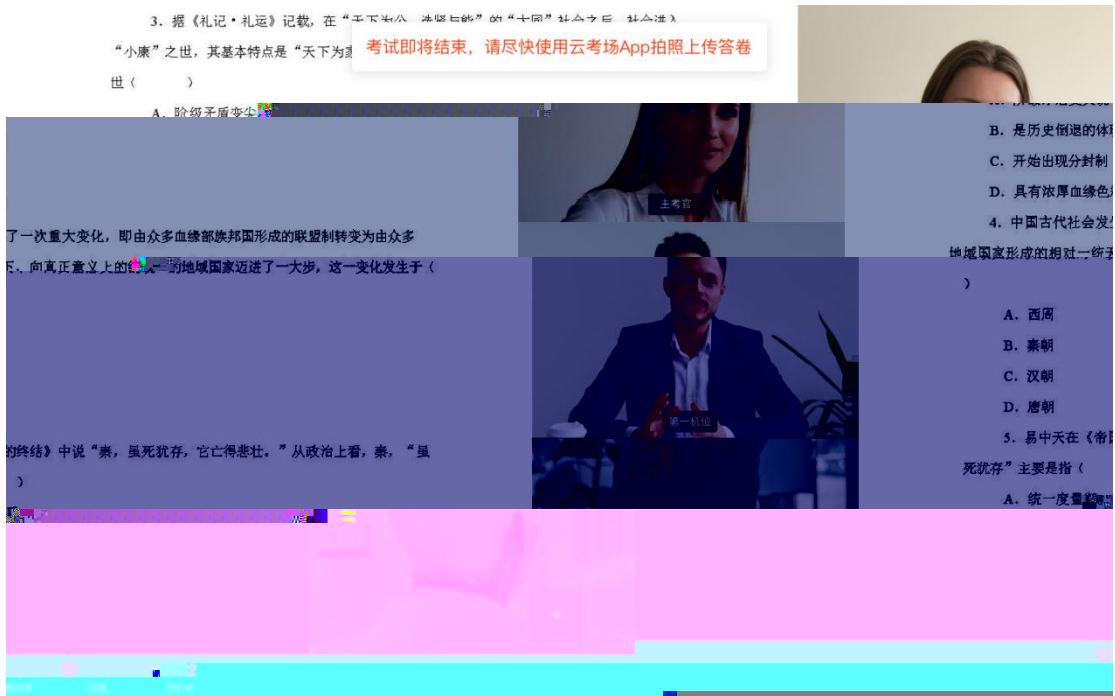 3. 据《礼记·礼运》记载，在“天下为公，选贤与能”的“大同”社会之后，社会进入
“小康”之世，其基本特点是“天下为家
考试即将结束，请尽快使用云考场App拍照上传答卷
世（　　）
A. 阶级矛盾变尖
B. 是历史倒退的体现
C. 开始出现分封制
D. 具有浓厚血缘色
主考官
4. 中国古代社会发生
了一次重大变化，即由众多血缘部族邦国形成的联盟制转变为由众多
地域国家形成的相对一统天
下，向真正意义上的
地域国家迈进了一大步，这一变化发生于（
）
A. 西周
B. 秦朝
C. 汉朝
D. 唐朝
第一机位
5. 易中天在《帝国
的终结》中说“秦，虽死犹存，它亡得悲壮。”从政治上看，秦，“虽
死犹存”主要是指（
）
A. 统一度量